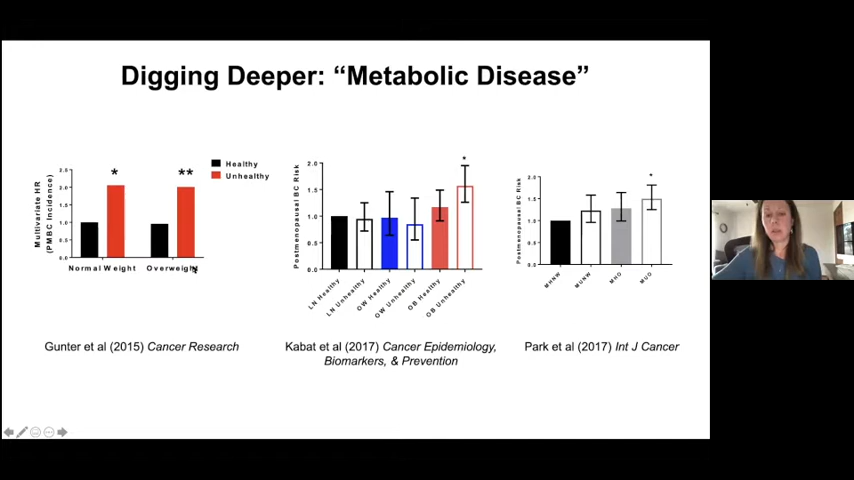 Digging Deeper: “Metabolic Disease”
Multivariate HR
(PMBC Incidence)
2.5
2.0
1.5
1.0
0.5
0.0
*
**
Normal Weight
Overweight
Healthy
Unhealthy
Postmenopausal BC Risk
2.0
1.5
1.0
0.5
0.0
*
LN Healthy
LN Unhealthy
OW Healthy
OW Unhealthy
OB Healthy
OB Unhealthy
Postmenopausal BC Risk
2.0
1.5
1.0
0.5
0.0
*
MHNW
MUNW
MHO
MUO
Gunter et al (2015) Cancer Research
Kabat et al (2017) Cancer Epidemiology,
Biomarkers, & Prevention
Park et al (2017) Int J Cancer